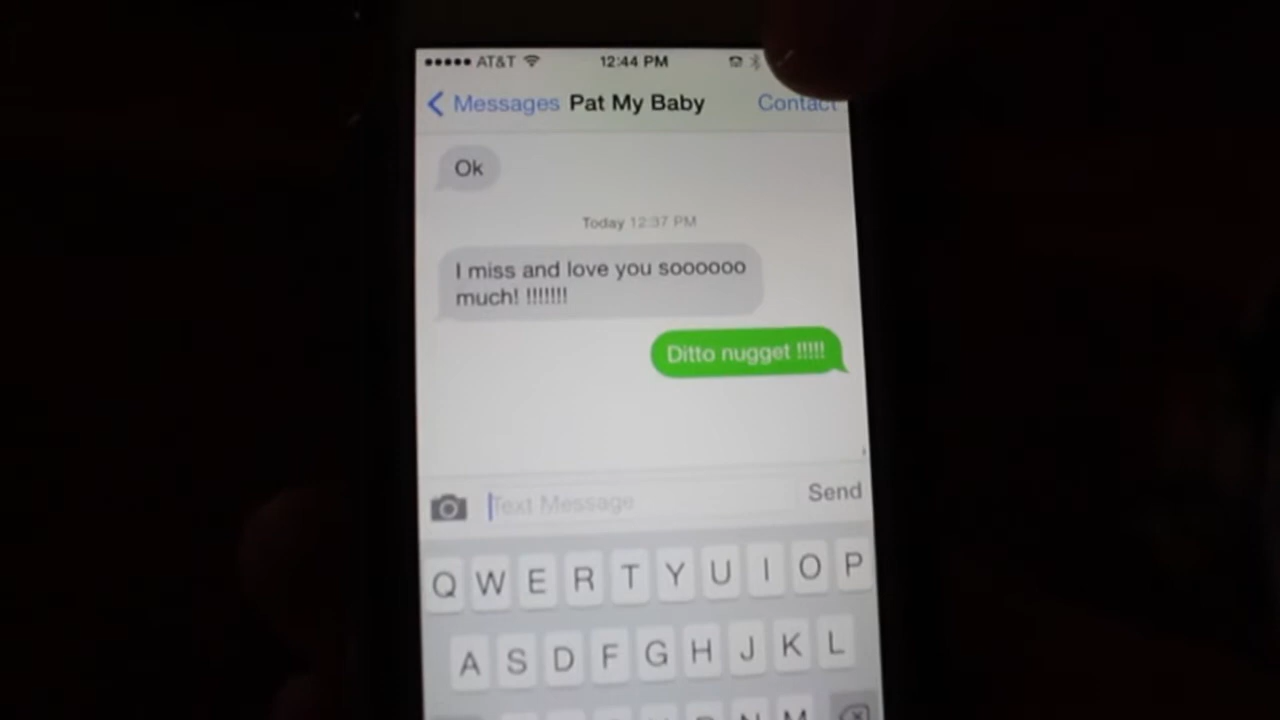 AT&T 12:44 PM
Messages Pat My Baby Contact
Ok
Today 12:37 PM
I miss and love you soooooo
much! !!!!!!!
Ditto nugget !!!!!
Text Message Send
Q W E R T Y U I O P
A S D F G H J K L
N M